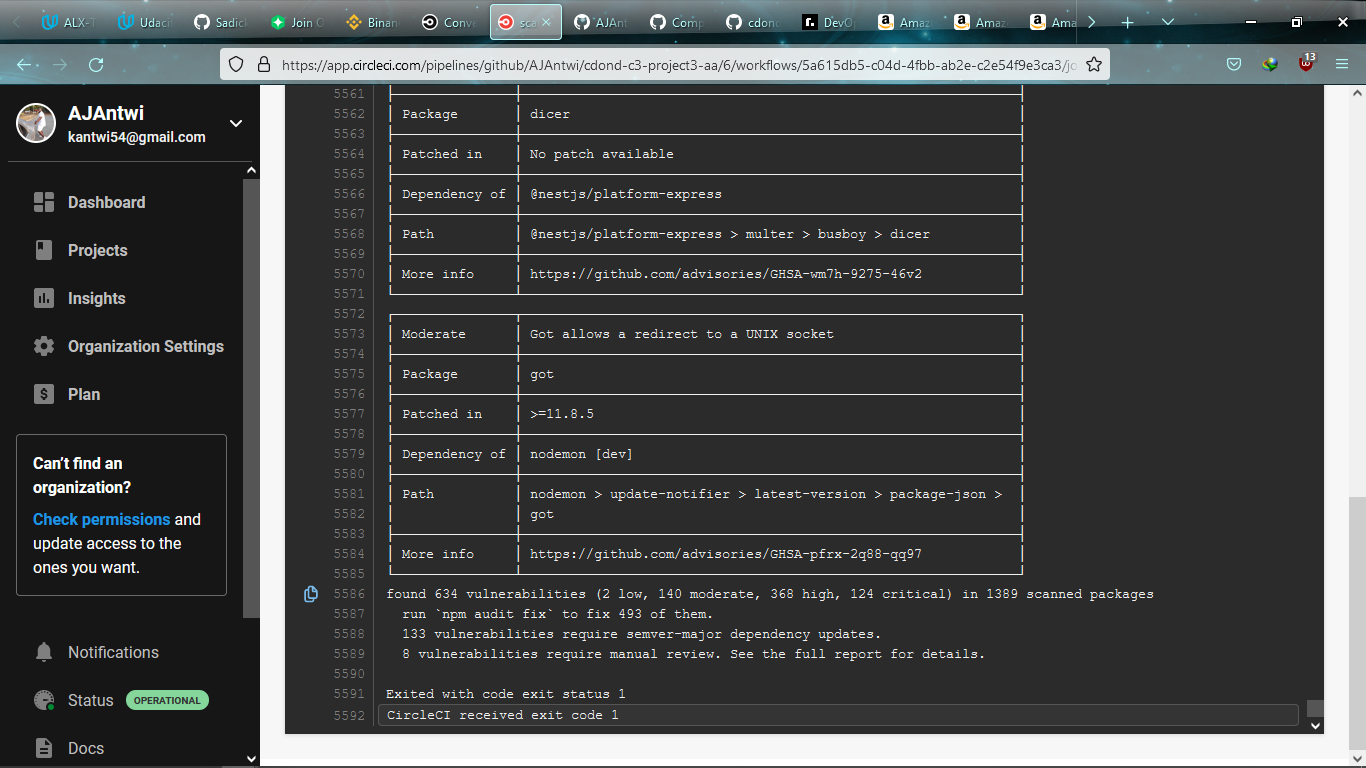 ALX-T
Udaci
Sadick
Join C
Binan
Conve
sca
'AJAnt
Comp
cdond
r.
DevOp
Amaz
Amaz
Ama
https://app.circleci.com/pipelines/github/AJAntwi/cdond-c3-project3-aa/6/workflows/5a615db5-c04d-4fbb-ab2e-c2e54f9e3ca3/jo
13
AJAntwi
kantwi54@gmail.com
Dashboard
Projects
Insights
Organization Settings
Plan
Can't find an
organization?
Check permissions and
update access to the
ones you want.
Notifications
Status OPERATIONAL
Docs
5561
5562 Package dicer
5563
5564 Patched in No patch available
5565
5566 Dependency of @nestjs/platform-express
5567
5568 Path @nestjs/platform-express > multer > busboy > dicer
5569
5570 More info https://github.com/advisories/GHSA-wm7h-9275-46v2
5571
5572
5573 Moderate Got allows a redirect to a UNIX socket
5574
5575 Package got
5576
5577 Patched in >=11.8.5
5578
5579 Dependency of nodemon [dev]
5580
5581 Path nodemon > update-notifier > latest-version > package-json >
5582 got
5583
5584 More info https://github.com/advisories/GHSA-pfrx-2q88-qq97
5585
5586 found 634 vulnerabilities (2 low, 140 moderate, 368 high, 124 critical) in 1389 scanned packages
5587 run `npm audit fix` to fix 493 of them.
5588 133 vulnerabilities require semver-major dependency updates.
5589 8 vulnerabilities require manual review. See the full report for details.
5590
5591 Exited with code exit status 1
5592 CircleCI received exit code 1